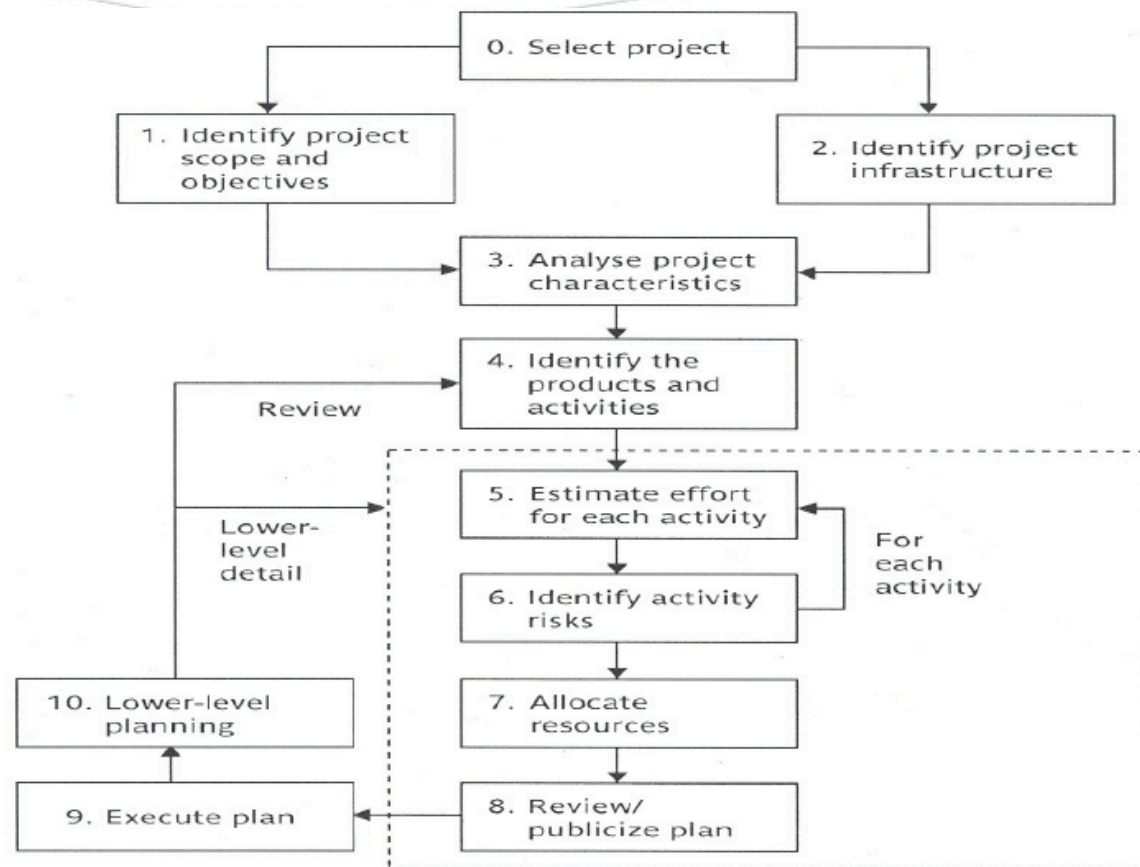 0. Select project
1. Identify project
scope and
objectives
2. Identify project
infrastructure
3. Analyse project
characteristics
4. Identify the
products and
activities
Review
5. Estimate effort
for each activity
Lower-
level
detail
For
each
activity
6. Identify activity
risks
10. Lower-level
planning
7. Allocate
resources
9. Execute plan
8. Review/
publicize plan